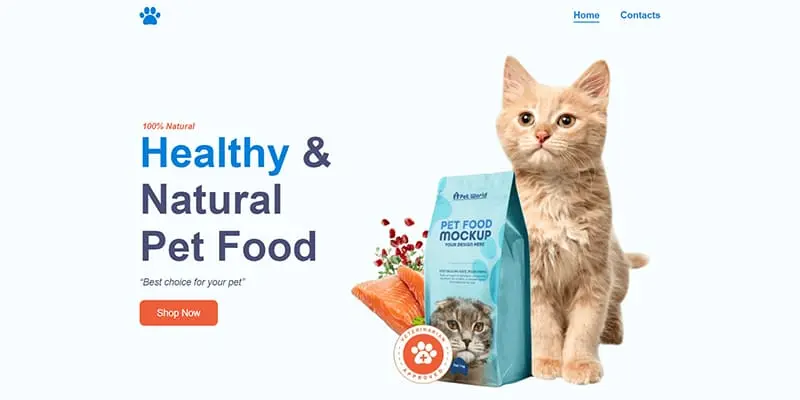 Home Contacts
100% Natural
Healthy &
Natural
Pet Food
“Best choice for your pet”
Shop Now
Pet World
PET FOOD
MOCKUP
YOUR DESIGN HERE
VETERINARIAN
APPROVED